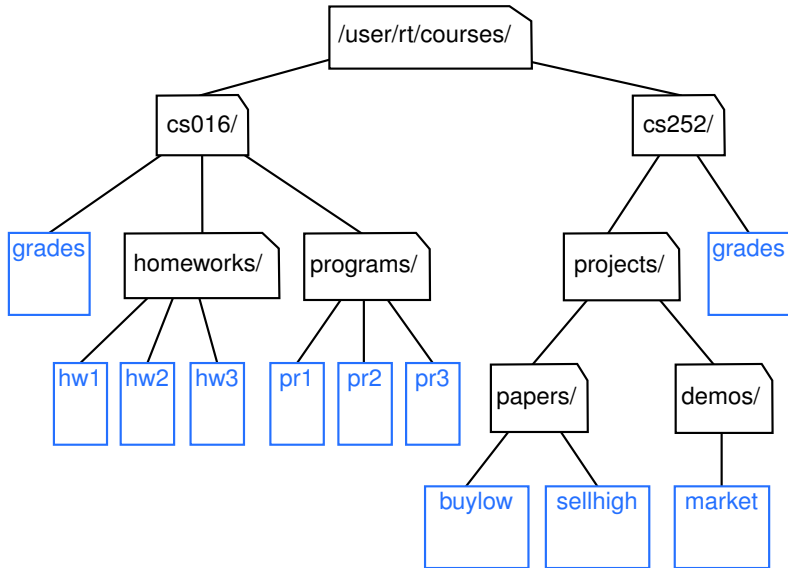 /user/rt/courses/
cs016/
cs252/
grades
homeworks/
programs/
projects/
grades
hw1
hw2
hw3
pr1
pr2
pr3
papers/
demos/
buylow
sellhigh
market